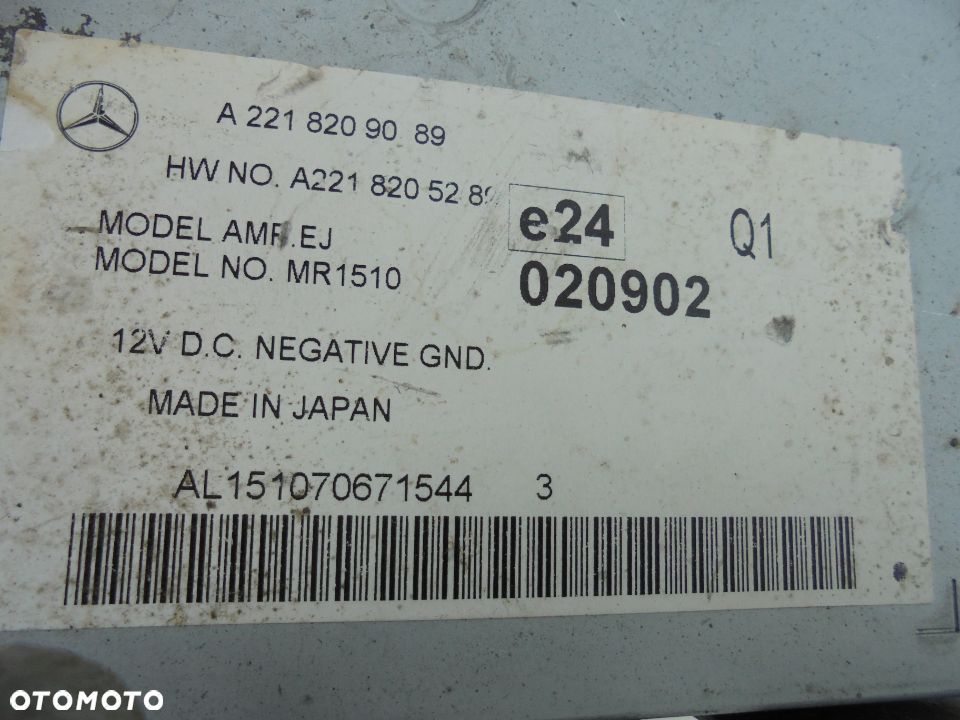 A 221 820 90 89
HW NO. A221 820 52 89
e24
Q1
MODEL AMP.EJ
020902
MODEL NO. MR1510
12V D.C. NEGATIVE GND.
MADE IN JAPAN
AL151070671544 3
OTOMOTO